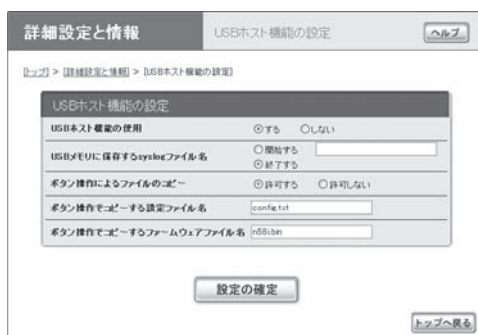 詳細設定と情報
USBホスト機能の設定
ヘルプ
[トップ] > [詳細設定と情報] > [USBホスト機能の設定]
USBホスト機能の設定
USBホスト機能の使用
する しない
USBメモリに保存するsyslogファイル名
開始する
終了する
ボタン操作によるファイルのコピー
許可する 許可しない
ボタン操作でコピーする設定ファイル名
config.txt
ボタン操作でコピーするファームウェアファイル名
n58i.bin
設定の確定
トップへ戻る